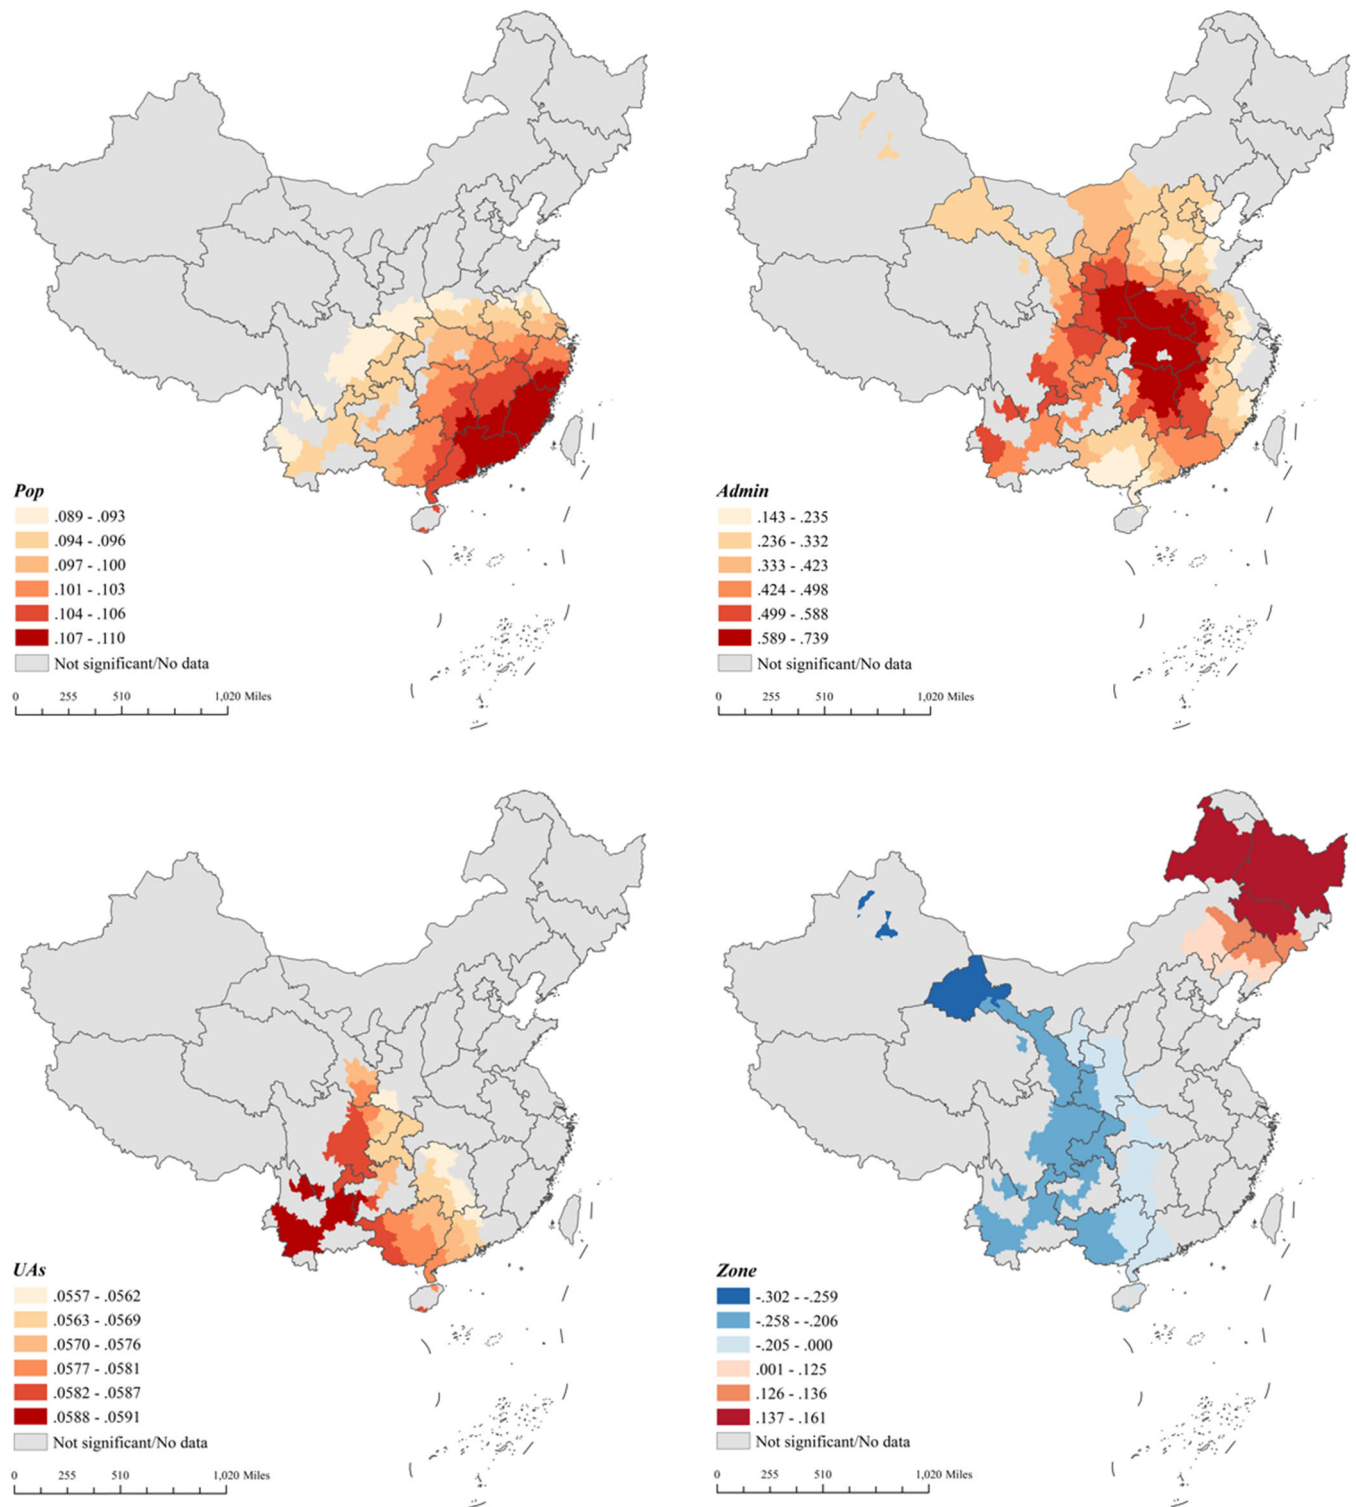 Pop
.089 - .093
.094 - .096
.097 - .100
.101 - .103
.104 - .106
.107 - .110
Not significant/No data
0 255 510 1,020 Miles
Admin
.143 - .235
.236 - .332
.333 - .423
.424 - .498
.499 - .588
.589 - .739
Not significant/No data
0 255 510 1,020 Miles
UAs
.0557 - .0562
.0563 - .0569
.0570 - .0576
.0577 - .0581
.0582 - .0587
.0588 - .0591
Not significant/No data
0 255 510 1,020 Miles
Zone
-.302 - -.259
-.258 - -.206
-.205 - .000
.001 - .125
.126 - .136
.137 - .161
Not significant/No data
0 255 510 1,020 Miles